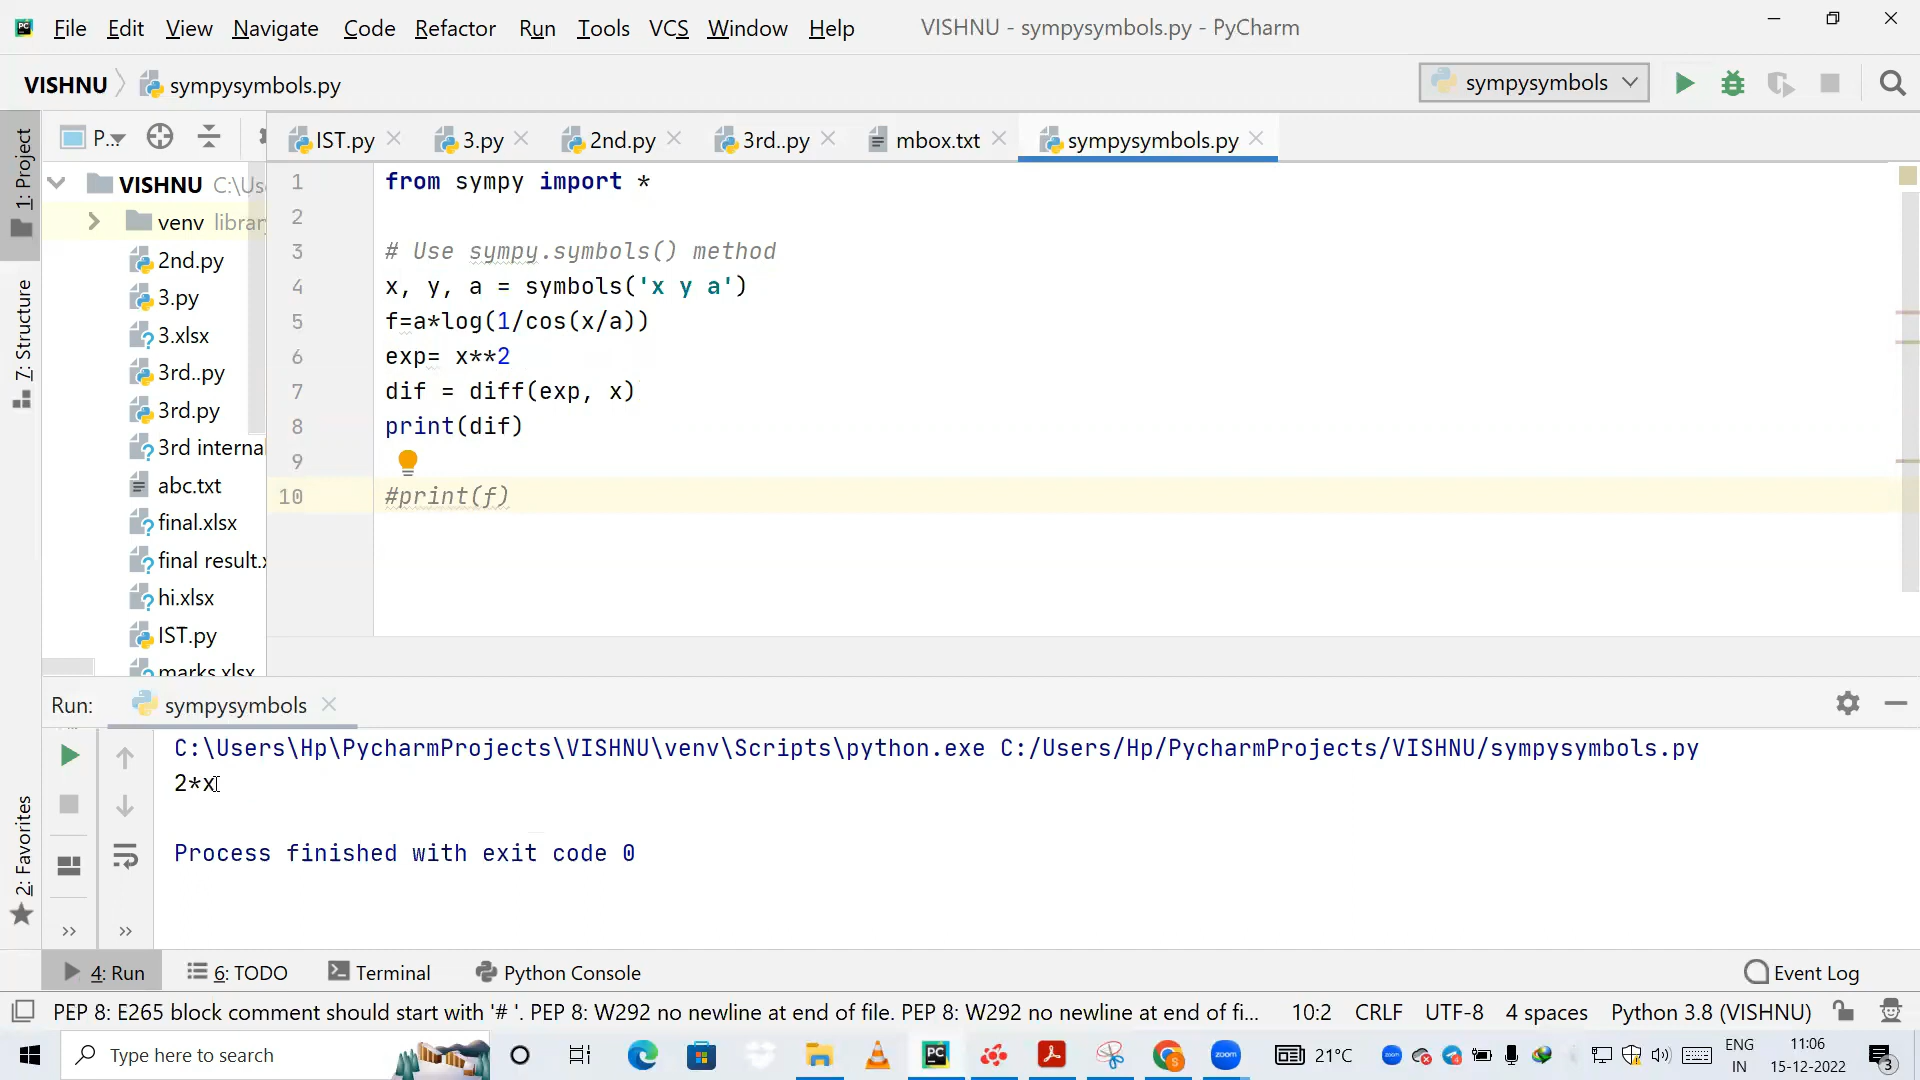 File Edit View Navigate Code Refactor Run Tools VCS Window Help VISHNU - sympysymbols.py - PyCharm
VISHNU sympysymbols.py sympysymbols
1: Project
7: Structure
2: Favorites
P...
IST.py 3.py 2nd.py 3rd..py mbox.txt sympysymbols.py
VISHNU C:\Use
venv library
2nd.py
3.py
3.xlsx
3rd..py
3rd.py
3rd interna
abc.txt
final.xlsx
final result.x
hi.xlsx
IST.py
marks.xlsx
1 from sympy import *
2
3 # Use sympy.symbols() method
4 x, y, a = symbols('x y a')
5 f=a*log(1/cos(x/a))
6 exp= x**2
7 dif = diff(exp, x)
8 print(dif)
9
10 #print(f)
Run: sympysymbols
C:\Users\Hp\PycharmProjects\VISHNU\venv\Scripts\python.exe C:/Users/Hp/PycharmProjects/VISHNU/sympysymbols.py
2*x
Process finished with exit code 0
4: Run 6: TODO Terminal Python Console Event Log
PEP 8: E265 block comment should start with '# '. PEP 8: W292 no newline at end of file. PEP 8: W292 no newline at end of fi... 10:2 CRLF UTF-8 4 spaces Python 3.8 (VISHNU)
Type here to search 21°C ENG 11:06
IN 15-12-2022 3